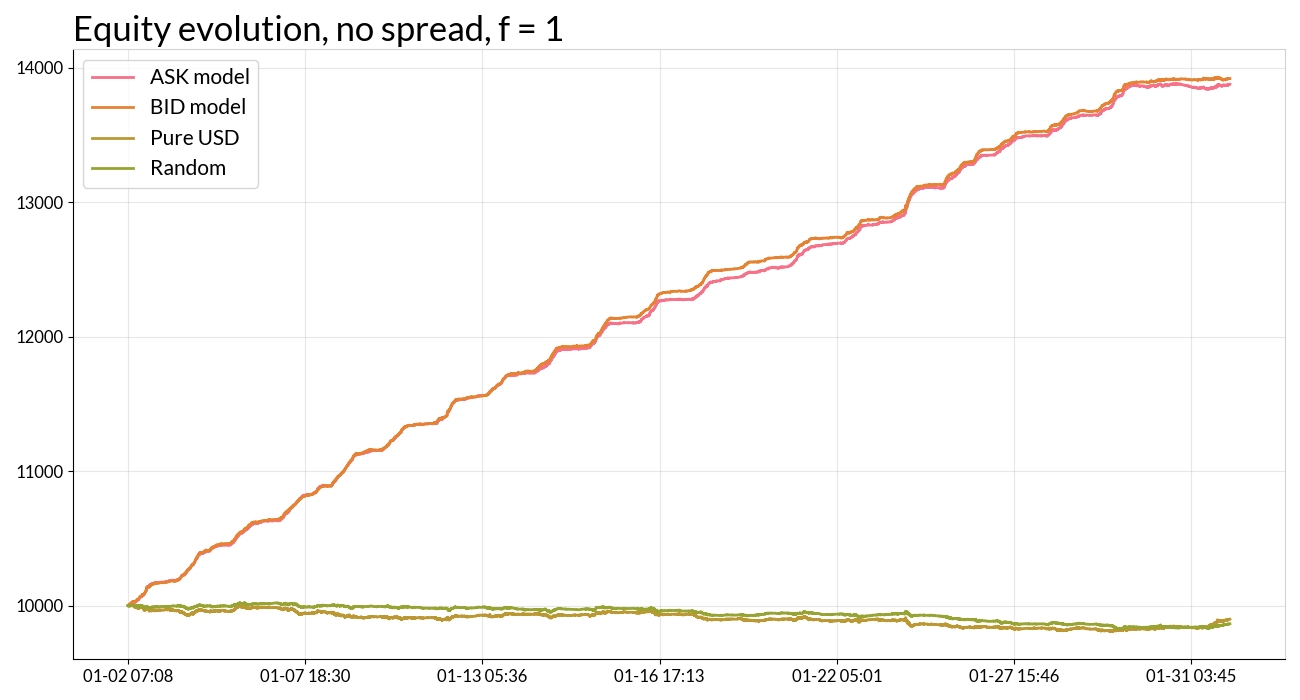 Equity evolution, no spread, f = 1
14000
13000
12000
11000
10000
ASK model
BID model
Pure USD
Random
01-02 07:08
01-07 18:30
01-13 05:36
01-16 17:13
01-22 05:01
01-27 15:46
01-31 03:45